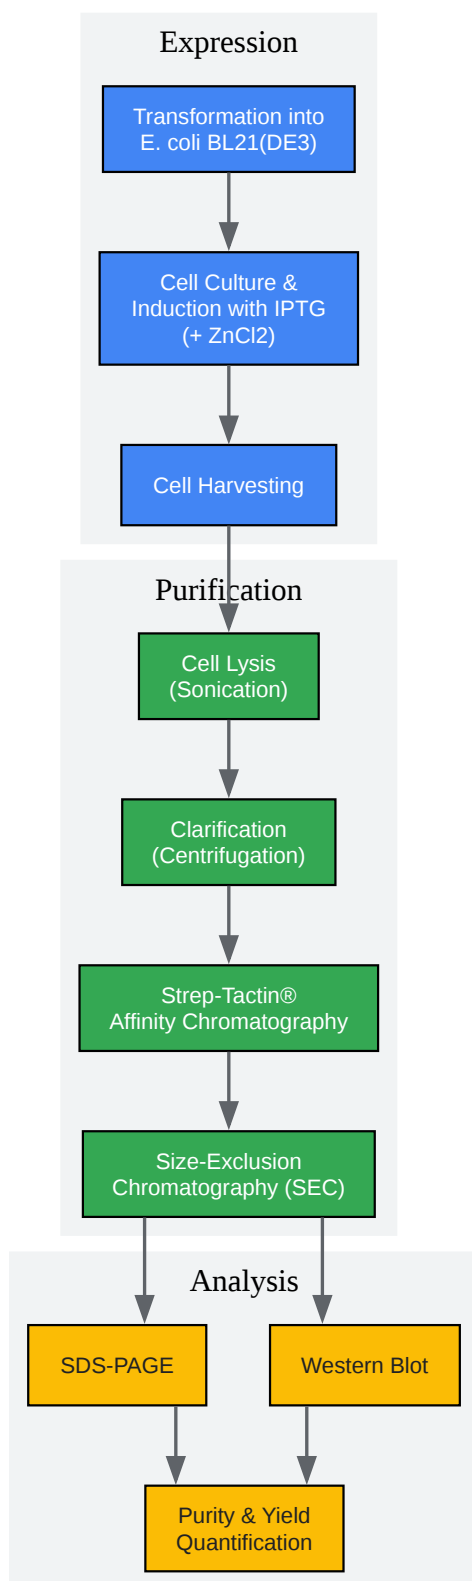 Expression
Transformation into
E. coli BL21(DE3)
Cell Culture &
Induction with IPTG
(+ ZnCl2)
Cell Harvesting
Purification
Cell Lysis
(Sonication)
Clarification
(Centrifugation)
Strep-Tactin®
Affinity Chromatography
Size-Exclusion
Chromatography (SEC)
Analysis
SDS-PAGE
Western Blot
Purity & Yield
Quantification